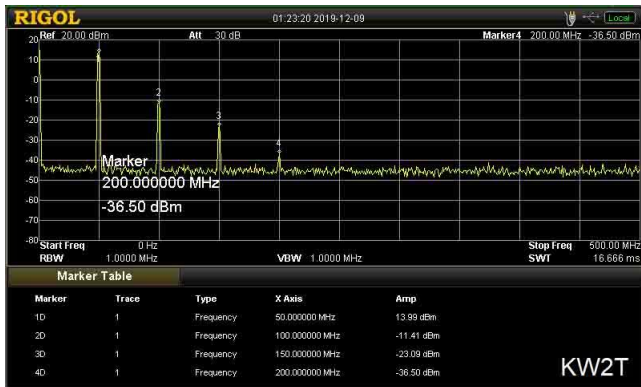 RIGOL 01:23:20 2019-12-09 Local
Ref 20.00 dBm Att 30 dB Marker4 200.00 MHz -36.50 dBm
20
10
0
-10
-20
-30
-40
-50
-60
-70
-80
1
2
3
4
Marker
200.000000 MHz
-36.50 dBm
Start Freq 0 Hz Stop Freq 500.00 MHz
RBW 1.0000 MHz VBW 1.0000 MHz SWT 16.666 ms
Marker Table
Marker Trace Type X Axis Amp
1D 1 Frequency 50.000000 MHz 13.99 dBm
2D 1 Frequency 100.000000 MHz -11.41 dBm
3D 1 Frequency 150.000000 MHz -23.09 dBm
4D 1 Frequency 200.000000 MHz -36.50 dBm
KW2T